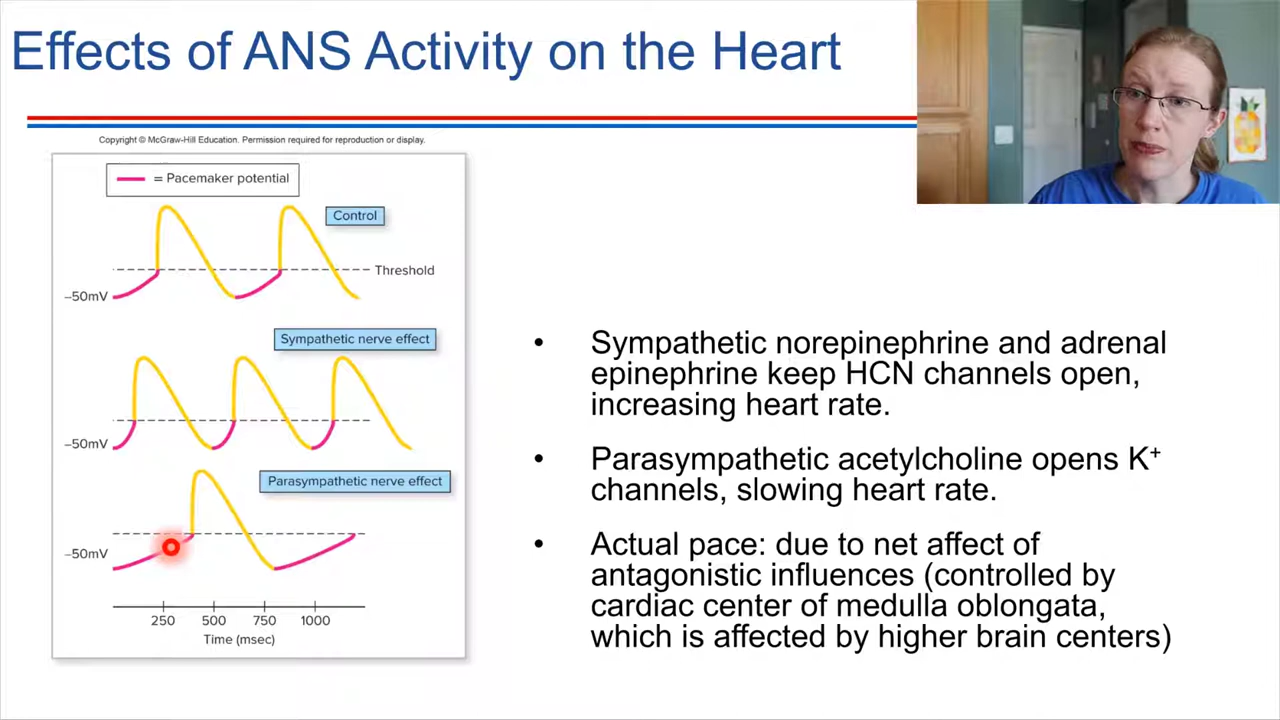 Effects of ANS Activity on the Heart
Copyright © McGraw-Hill Education. Permission required for reproduction or display.
= Pacemaker potential
Control
Threshold
–50mV
Sympathetic nerve effect
–50mV
Parasympathetic nerve effect
–50mV
250 500 750 1000
Time (msec)
• Sympathetic norepinephrine and adrenal
epinephrine keep HCN channels open,
increasing heart rate.
• Parasympathetic acetylcholine opens K⁺
channels, slowing heart rate.
• Actual pace: due to net affect of
antagonistic influences (controlled by
cardiac center of medulla oblongata,
which is affected by higher brain centers)